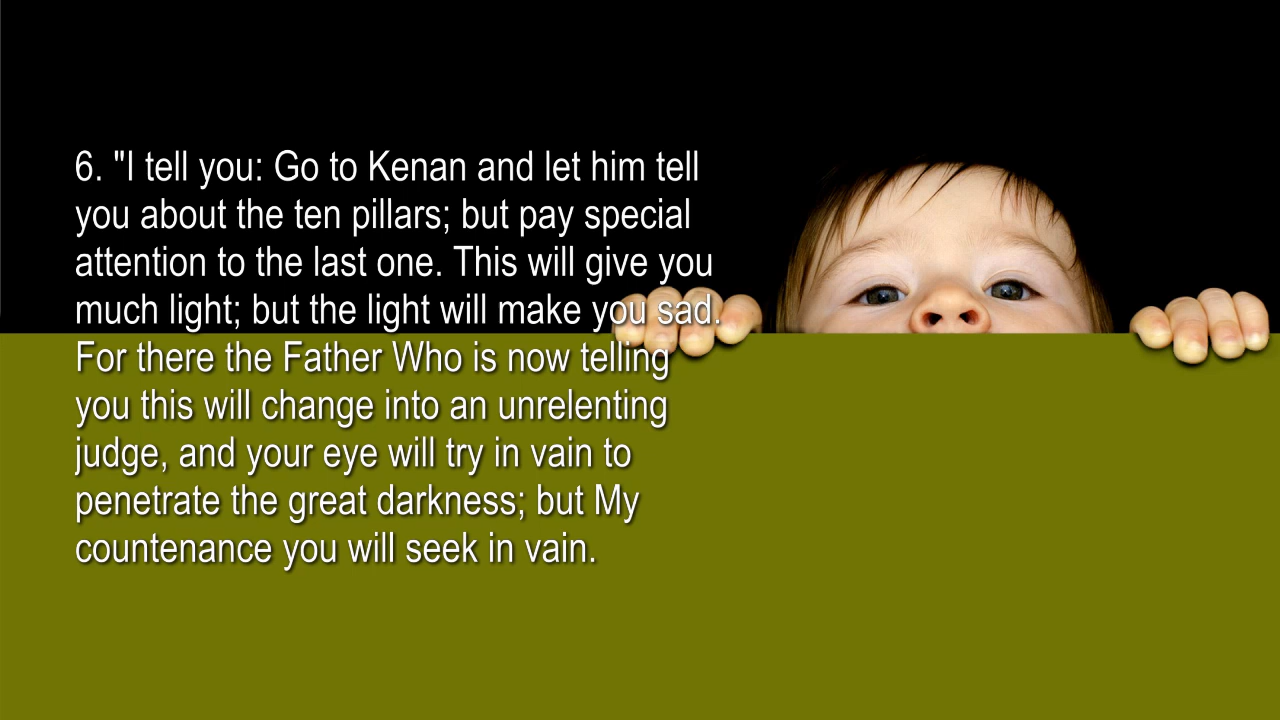 6. "I tell you: Go to Kenan and let him tell
you about the ten pillars; but pay special
attention to the last one. This will give you
much light; but the light will make you sad.
For there the Father Who is now telling
you this will change into an unrelenting
judge, and your eye will try in vain to
penetrate the great darkness; but My
countenance you will seek in vain.